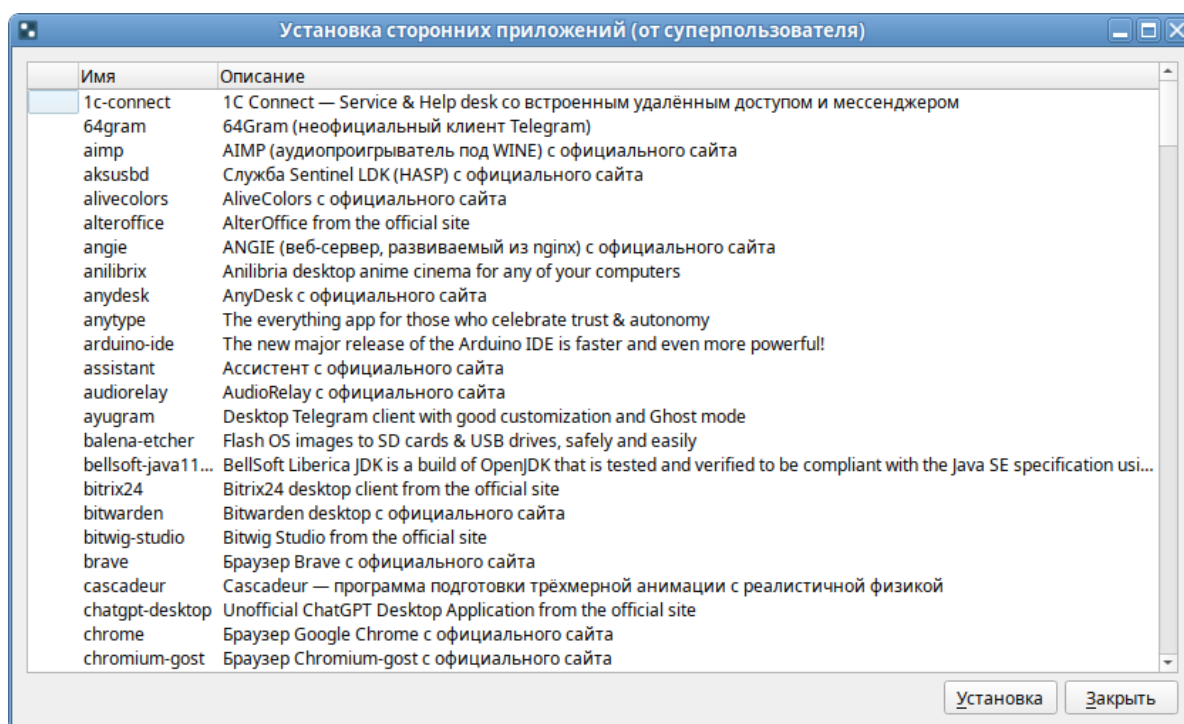 Установка сторонних приложений (от суперпользователя)
Имя Описание
1c-connect 1C Connect — Service & Help desk со встроенным удалённым доступом и мессенджером
64gram 64Gram (неофициальный клиент Telegram)
aimp AIMP (аудиопроигрыватель под WINE) с официального сайта
aksusbd Служба Sentinel LDK (HASP) с официального сайта
alivecolors AliveColors с официального сайта
alteroffice AlterOffice from the official site
angie ANGIE (веб-сервер, развиваемый из nginx) с официального сайта
anilibrix Anilibria desktop anime cinema for any of your computers
anydesk AnyDesk с официального сайта
anytype The everything app for those who celebrate trust & autonomy
arduino-ide The new major release of the Arduino IDE is faster and even more powerful!
assistant Ассистент с официального сайта
audiorelay AudioRelay с официального сайта
ayugram Desktop Telegram client with good customization and Ghost mode
balena-etcher Flash OS images to SD cards & USB drives, safely and easily
bellsoft-java11... BellSoft Liberica JDK is a build of OpenJDK that is tested and verified to be compliant with the Java SE specification usi...
bitrix24 Bitrix24 desktop client from the official site
bitwarden Bitwarden desktop с официального сайта
bitwig-studio Bitwig Studio from the official site
brave Браузер Brave с официального сайта
cascadeur Cascadeur — программа подготовки трёхмерной анимации с реалистичной физикой
chatgpt-desktop Unofficial ChatGPT Desktop Application from the official site
chrome Браузер Google Chrome с официального сайта
chromium-gost Браузер Chromium-gost с официального сайта
Установка Закрыть